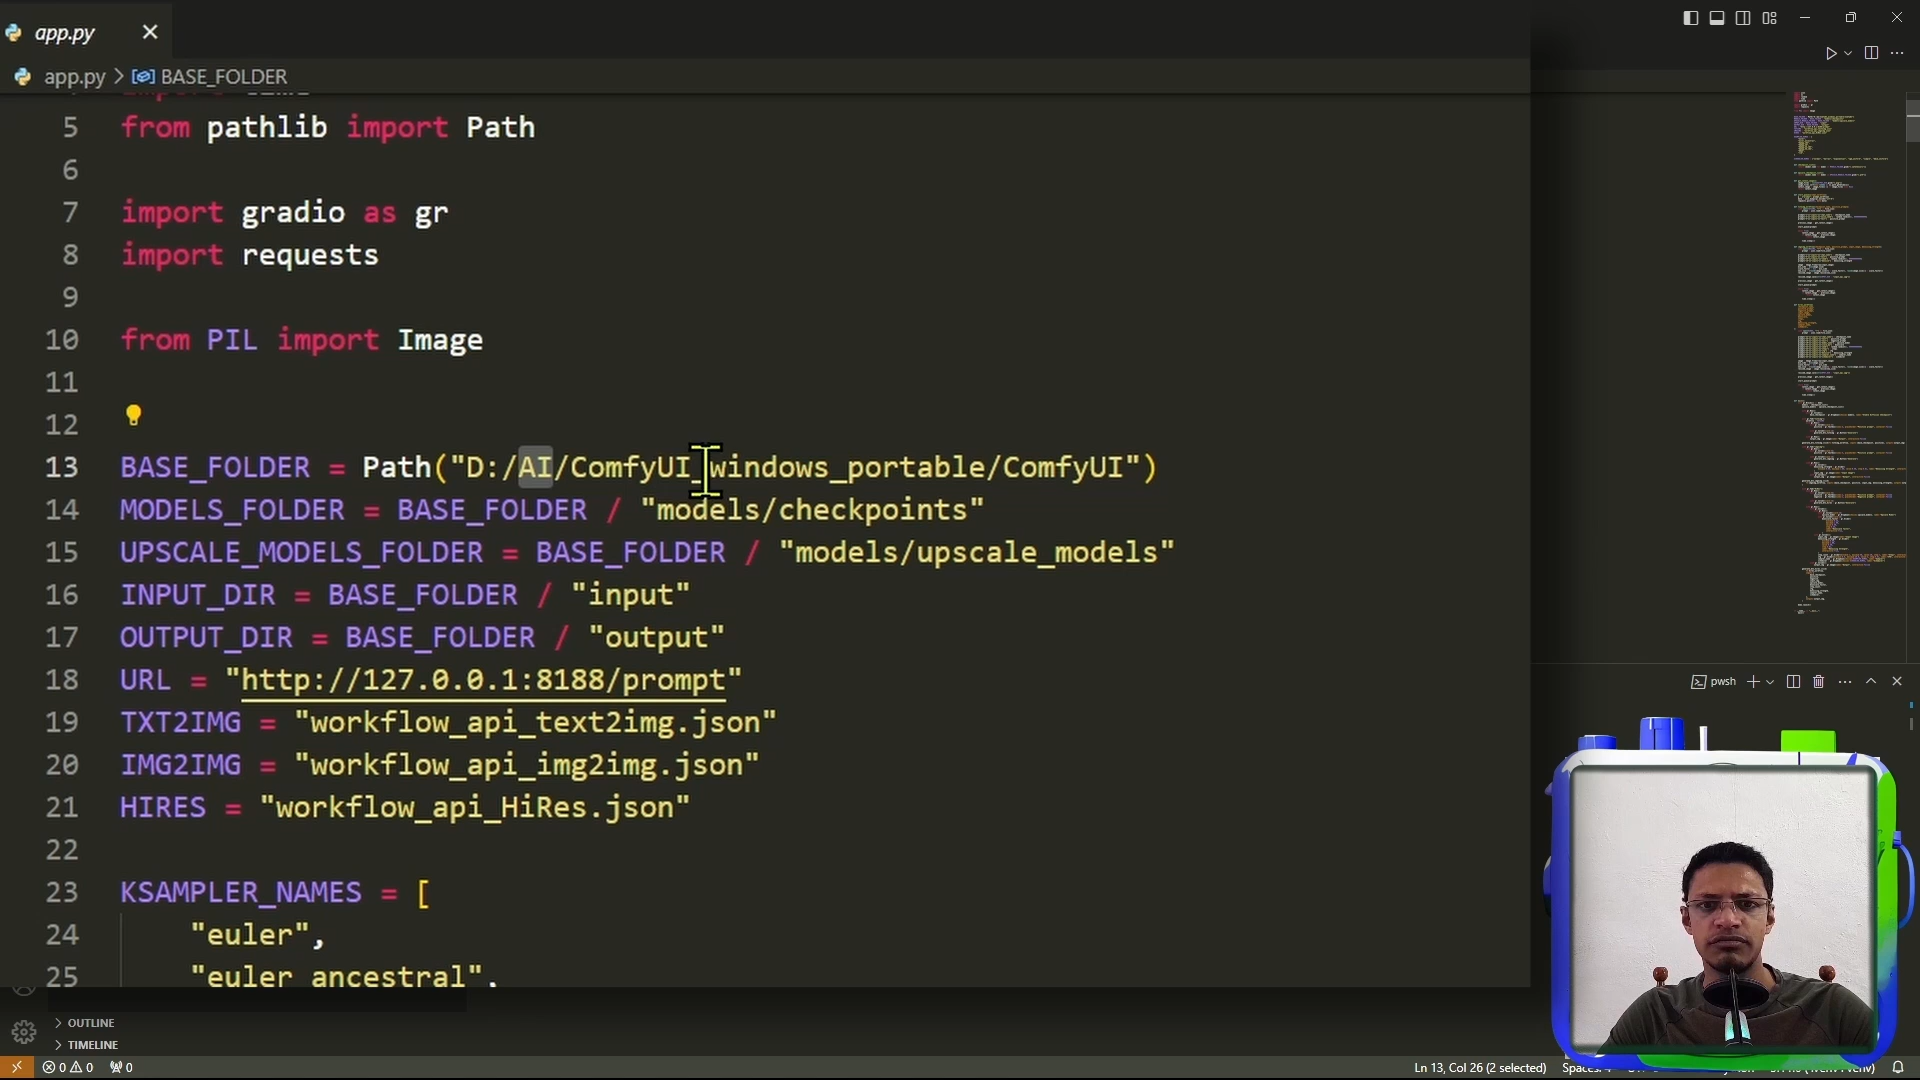 app.py
app.py > BASE_FOLDER
5 from pathlib import Path
6
7 import gradio as gr
8 import requests
9
10 from PIL import Image
11
12
13 BASE_FOLDER = Path("D:/AI/ComfyUI_windows_portable/ComfyUI")
14 MODELS_FOLDER = BASE_FOLDER / "models/checkpoints"
15 UPSCALE_MODELS_FOLDER = BASE_FOLDER / "models/upscale_models"
16 INPUT_DIR = BASE_FOLDER / "input"
17 OUTPUT_DIR = BASE_FOLDER / "output"
18 URL = "http://127.0.0.1:8188/prompt"
19 TXT2IMG = "workflow_api_text2img.json"
20 IMG2IMG = "workflow_api_img2img.json"
21 HIRES = "workflow_api_HiRes.json"
22
23 KSAMPLER_NAMES = [
24 "euler",
25 "euler_ancestral",
pwsh
OUTLINE
TIMELINE
0 0 0
Ln 13, Col 26 (2 selected)